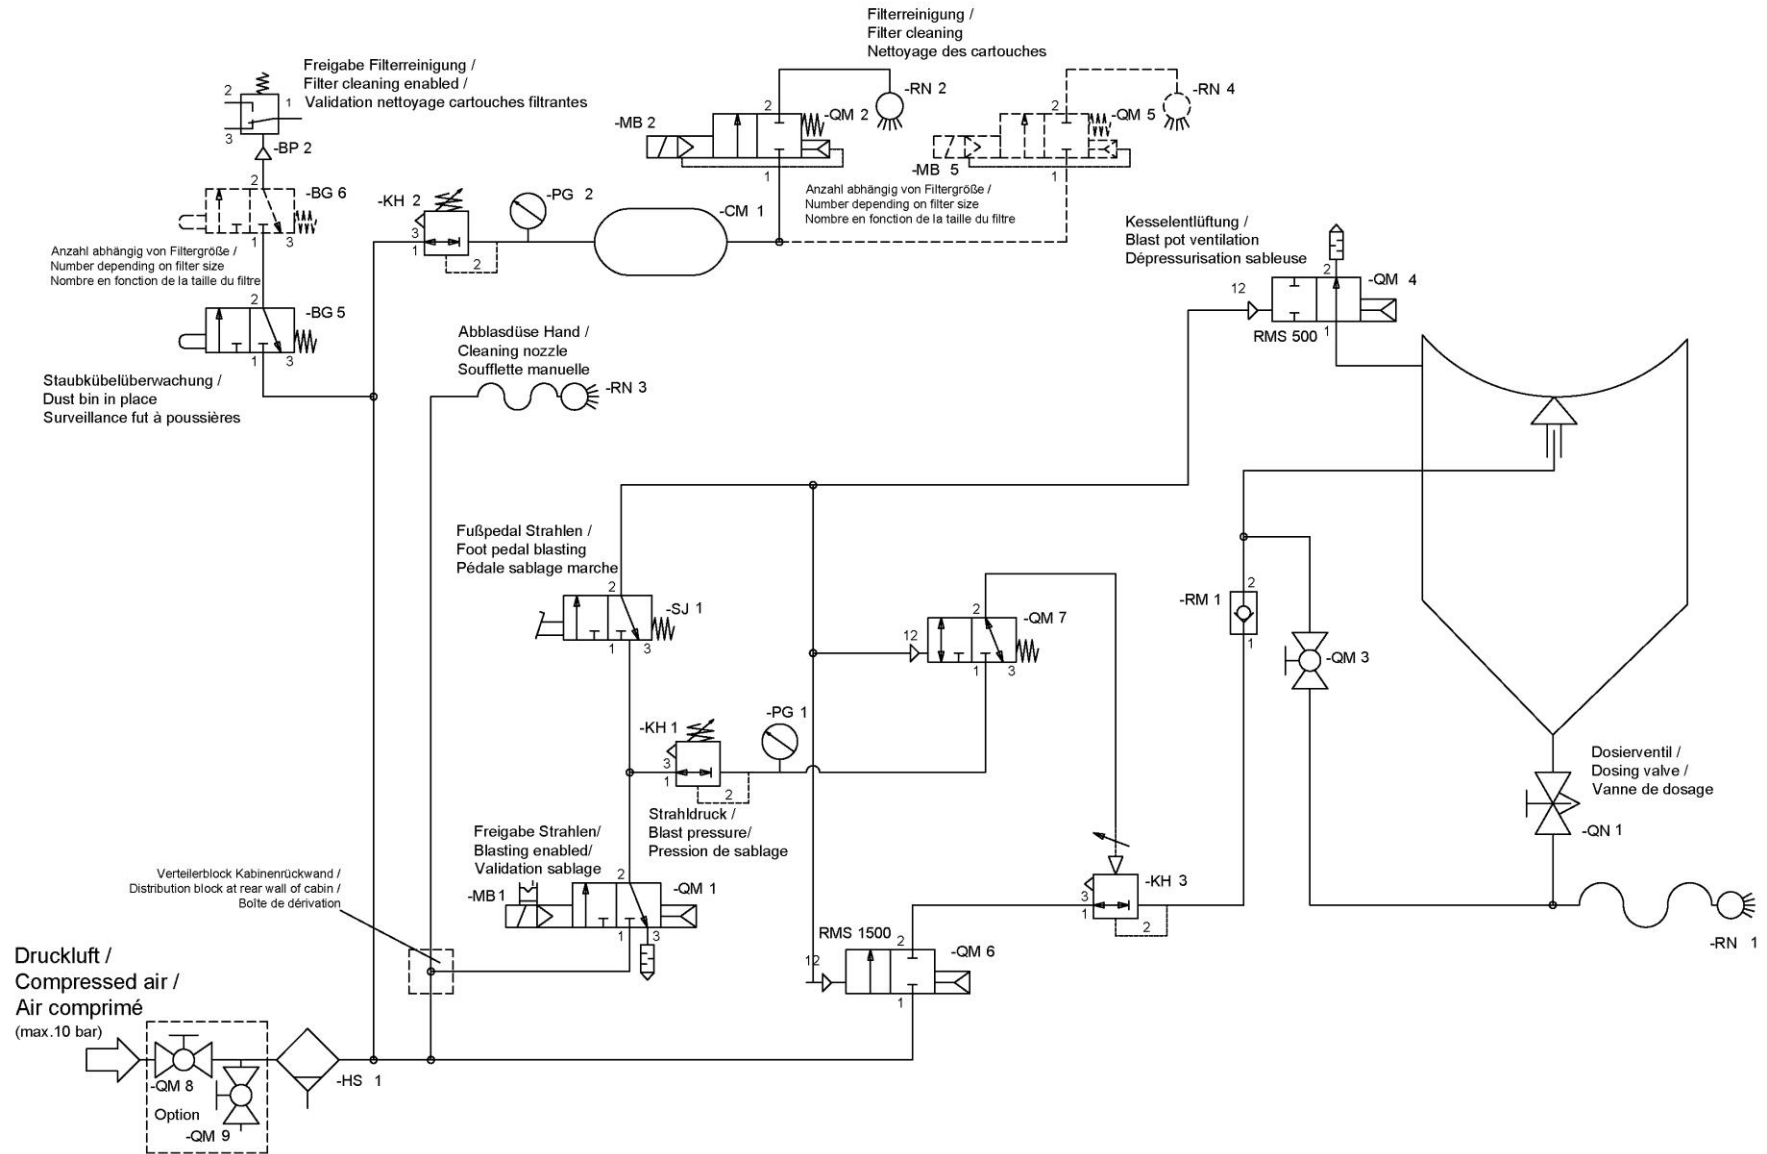 Filterreinigung /
Filter cleaning
Nettoyage des cartouches
Freigabe Filterreinigung /
Filter cleaning enabled /
Validation nettoyage cartouches filtrantes
2
1
3
-BP 2
-RN 2
-RN 4
2
-QM 2
-MB 2
1
2
-QM 5
-MB 5
1
2
-BG 6
1
3
-KH 2
3
1
2
-PG 2
-CM 1
Anzahl abhängig von Filtergröße /
Number depending on filter size
Nombre en fonction de la taille du filtre
Kesselentlüftung /
Blast pot ventilation
Dépressurisation sableuse
Anzahl abhängig von Filtergröße /
Number depending on filter size
Nombre en fonction de la taille du filtre
2
-QM 4
12
RMS 500
1
2
-BG 5
1
3
Abblasdüse Hand /
Cleaning nozzle
Soufflette manuelle
-RN 3
Staubkübelüberwachung /
Dust bin in place
Surveillance fut à poussières
Fußpedal Strahlen /
Foot pedal blasting
Pédale sablage marche
2
-SJ 1
1
3
2
-QM 7
12
1
3
2
-RM 1
1
-QM 3
-KH 1
3
1
2
-PG 1
Strahldruck /
Blast pressure/
Pression de sablage
Dosierventil /
Dosing valve /
Vanne de dosage
-QN 1
Freigabe Strahlen/
Blasting enabled/
Validation sablage
2
-QM 1
-MB 1
1
3
-KH 3
3
1
2
Verteilerblock Kabinenrückwand /
Distribution block at rear wall of cabin /
Boîte de dérivation
RMS 1500
2
-QM 6
12
1
-RN 1
Druckluft /
Compressed air /
Air comprimé
(max.10 bar)
-QM 8
-HS 1
Option
-QM 9